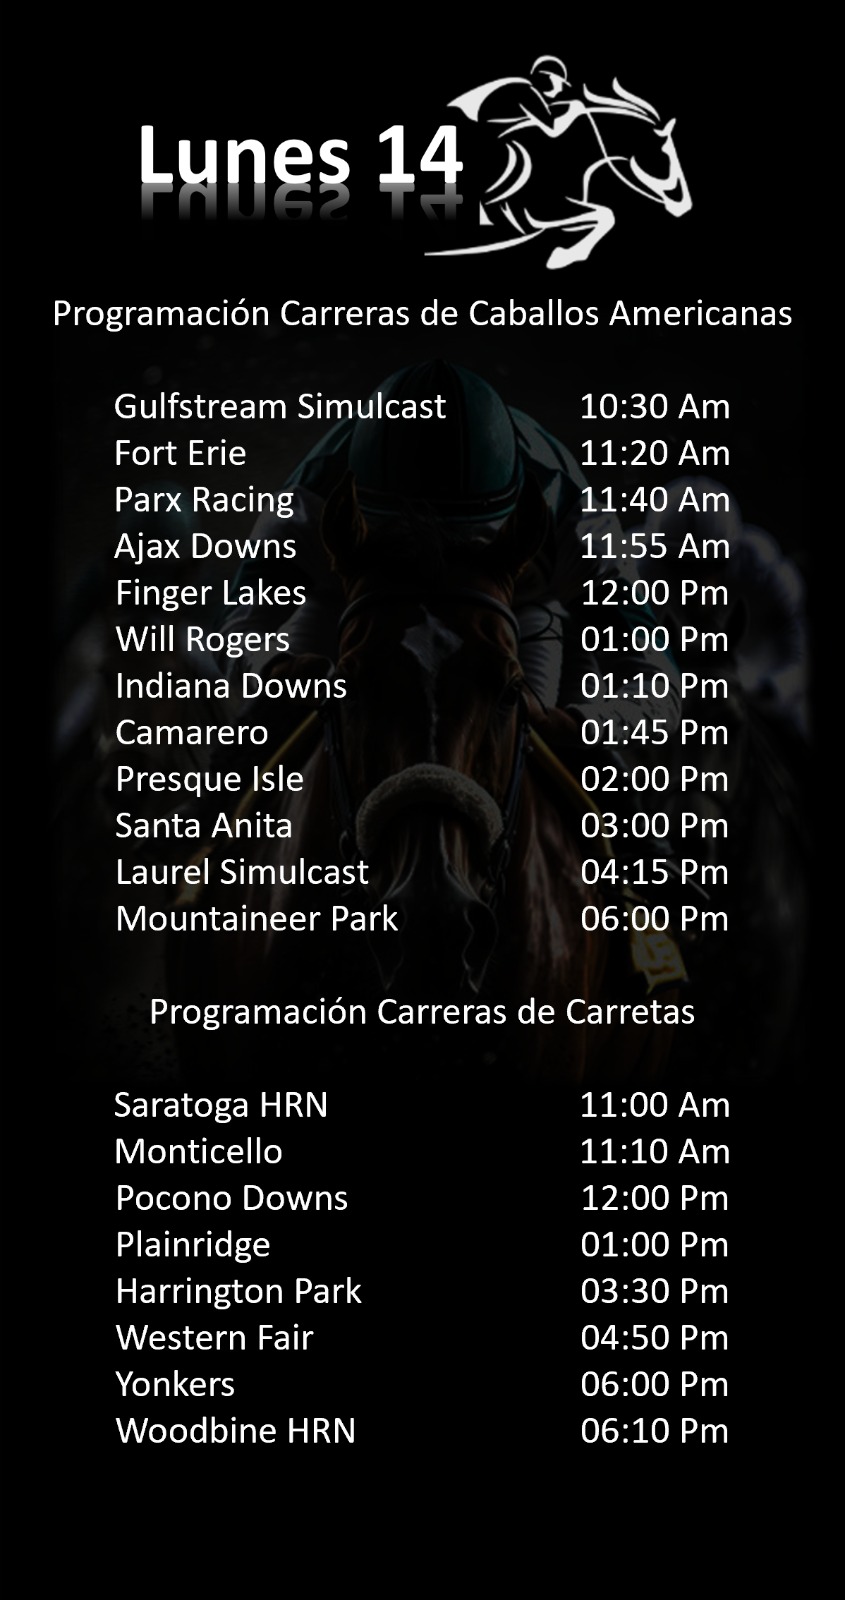 Lunes 14
Programación Carreras de Caballos Americanas
Gulfstream Simulcast 10:30 Am
Fort Erie 11:20 Am
Parx Racing 11:40 Am
Ajax Downs 11:55 Am
Finger Lakes 12:00 Pm
Will Rogers 01:00 Pm
Indiana Downs 01:10 Pm
Camarero 01:45 Pm
Presque Isle 02:00 Pm
Santa Anita 03:00 Pm
Laurel Simulcast 04:15 Pm
Mountaineer Park 06:00 Pm
Programación Carreras de Carretas
Saratoga HRN 11:00 Am
Monticello 11:10 Am
Pocono Downs 12:00 Pm
Plainridge 01:00 Pm
Harrington Park 03:30 Pm
Western Fair 04:50 Pm
Yonkers 06:00 Pm
Woodbine HRN 06:10 Pm